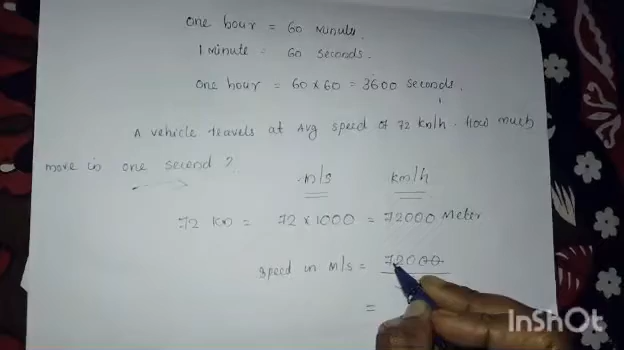 One hour = 60 Minute.
1 Minute = 60 Seconds.
One hour = 60 x 60 = 3600 Seconds.
A vehicle travels at Avg speed of 72 Km/h. How much
move in one second ?
m/s km/h
72 Km = 72 x 1000 = 72000 Meter
Speed in m/s = 72000
=
InShOt